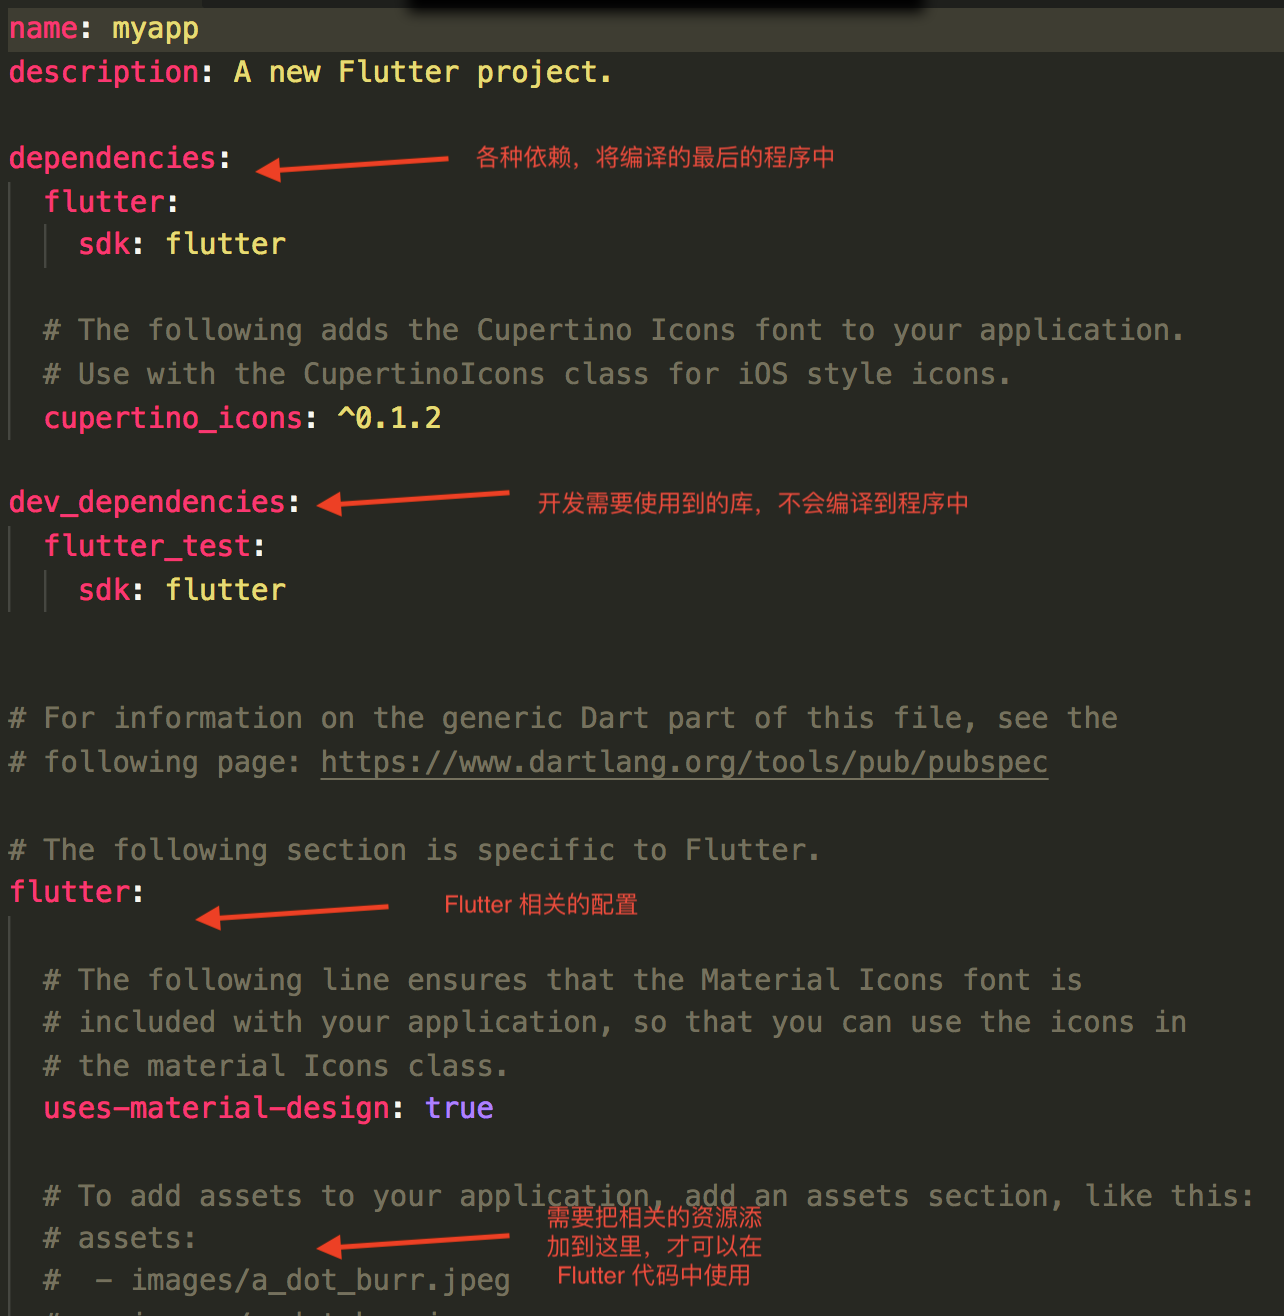 name: myapp
description: A new Flutter project.
dependencies:
各种依赖，将编译的最后的程序中
flutter:
sdk: flutter
# The following adds the Cupertino Icons font to your application.
# Use with the CupertinoIcons class for iOS style icons.
cupertino_icons: ^0.1.2
dev_dependencies:
开发需要使用到的库，不会编译到程序中
flutter_test:
sdk: flutter
# For information on the generic Dart part of this file, see the
# following page: https://www.dartlang.org/tools/pub/pubspec
# The following section is specific to Flutter.
flutter:
Flutter 相关的配置
# The following line ensures that the Material Icons font is
# included with your application, so that you can use the icons in
# the material Icons class.
uses-material-design: true
# To add assets to your application, add an assets section, like this:
# assets:
需要把相关的资源添
加到这里，才可以在
Flutter 代码中使用
# - images/a_dot_burr.jpeg